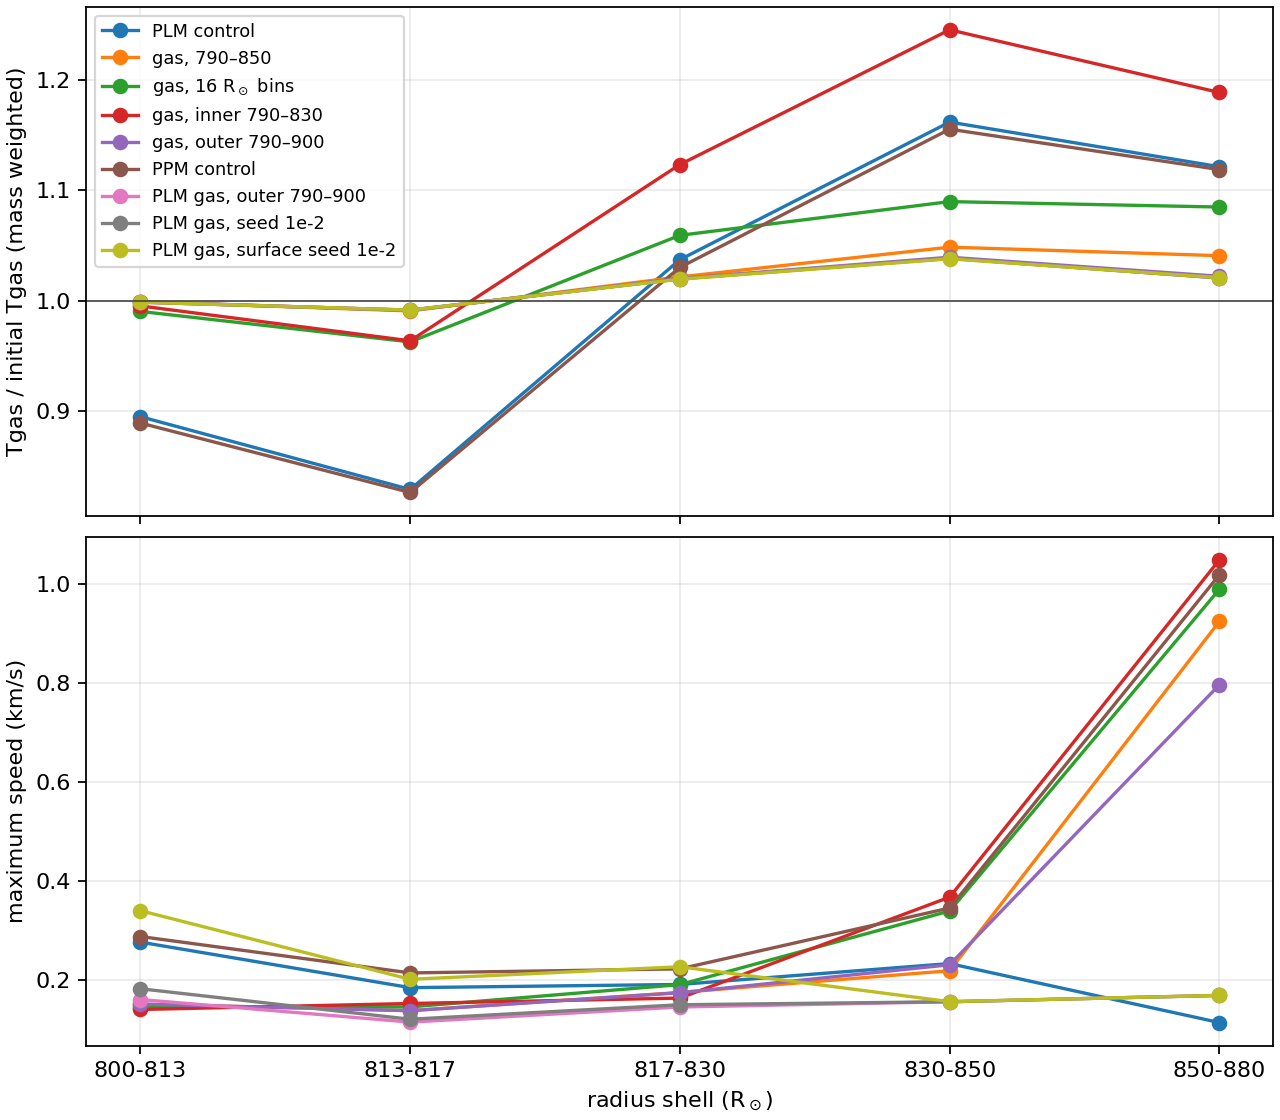 Tgas / initial Tgas (mass weighted)
1.2
1.1
1.0
0.9
PLM control
gas, 790–850
gas, 16 R☉ bins
gas, inner 790–830
gas, outer 790–900
PPM control
PLM gas, outer 790–900
PLM gas, seed 1e-2
PLM gas, surface seed 1e-2
maximum speed (km/s)
1.0
0.8
0.6
0.4
0.2
800-813 813-817 817-830 830-850 850-880
radius shell (R☉)